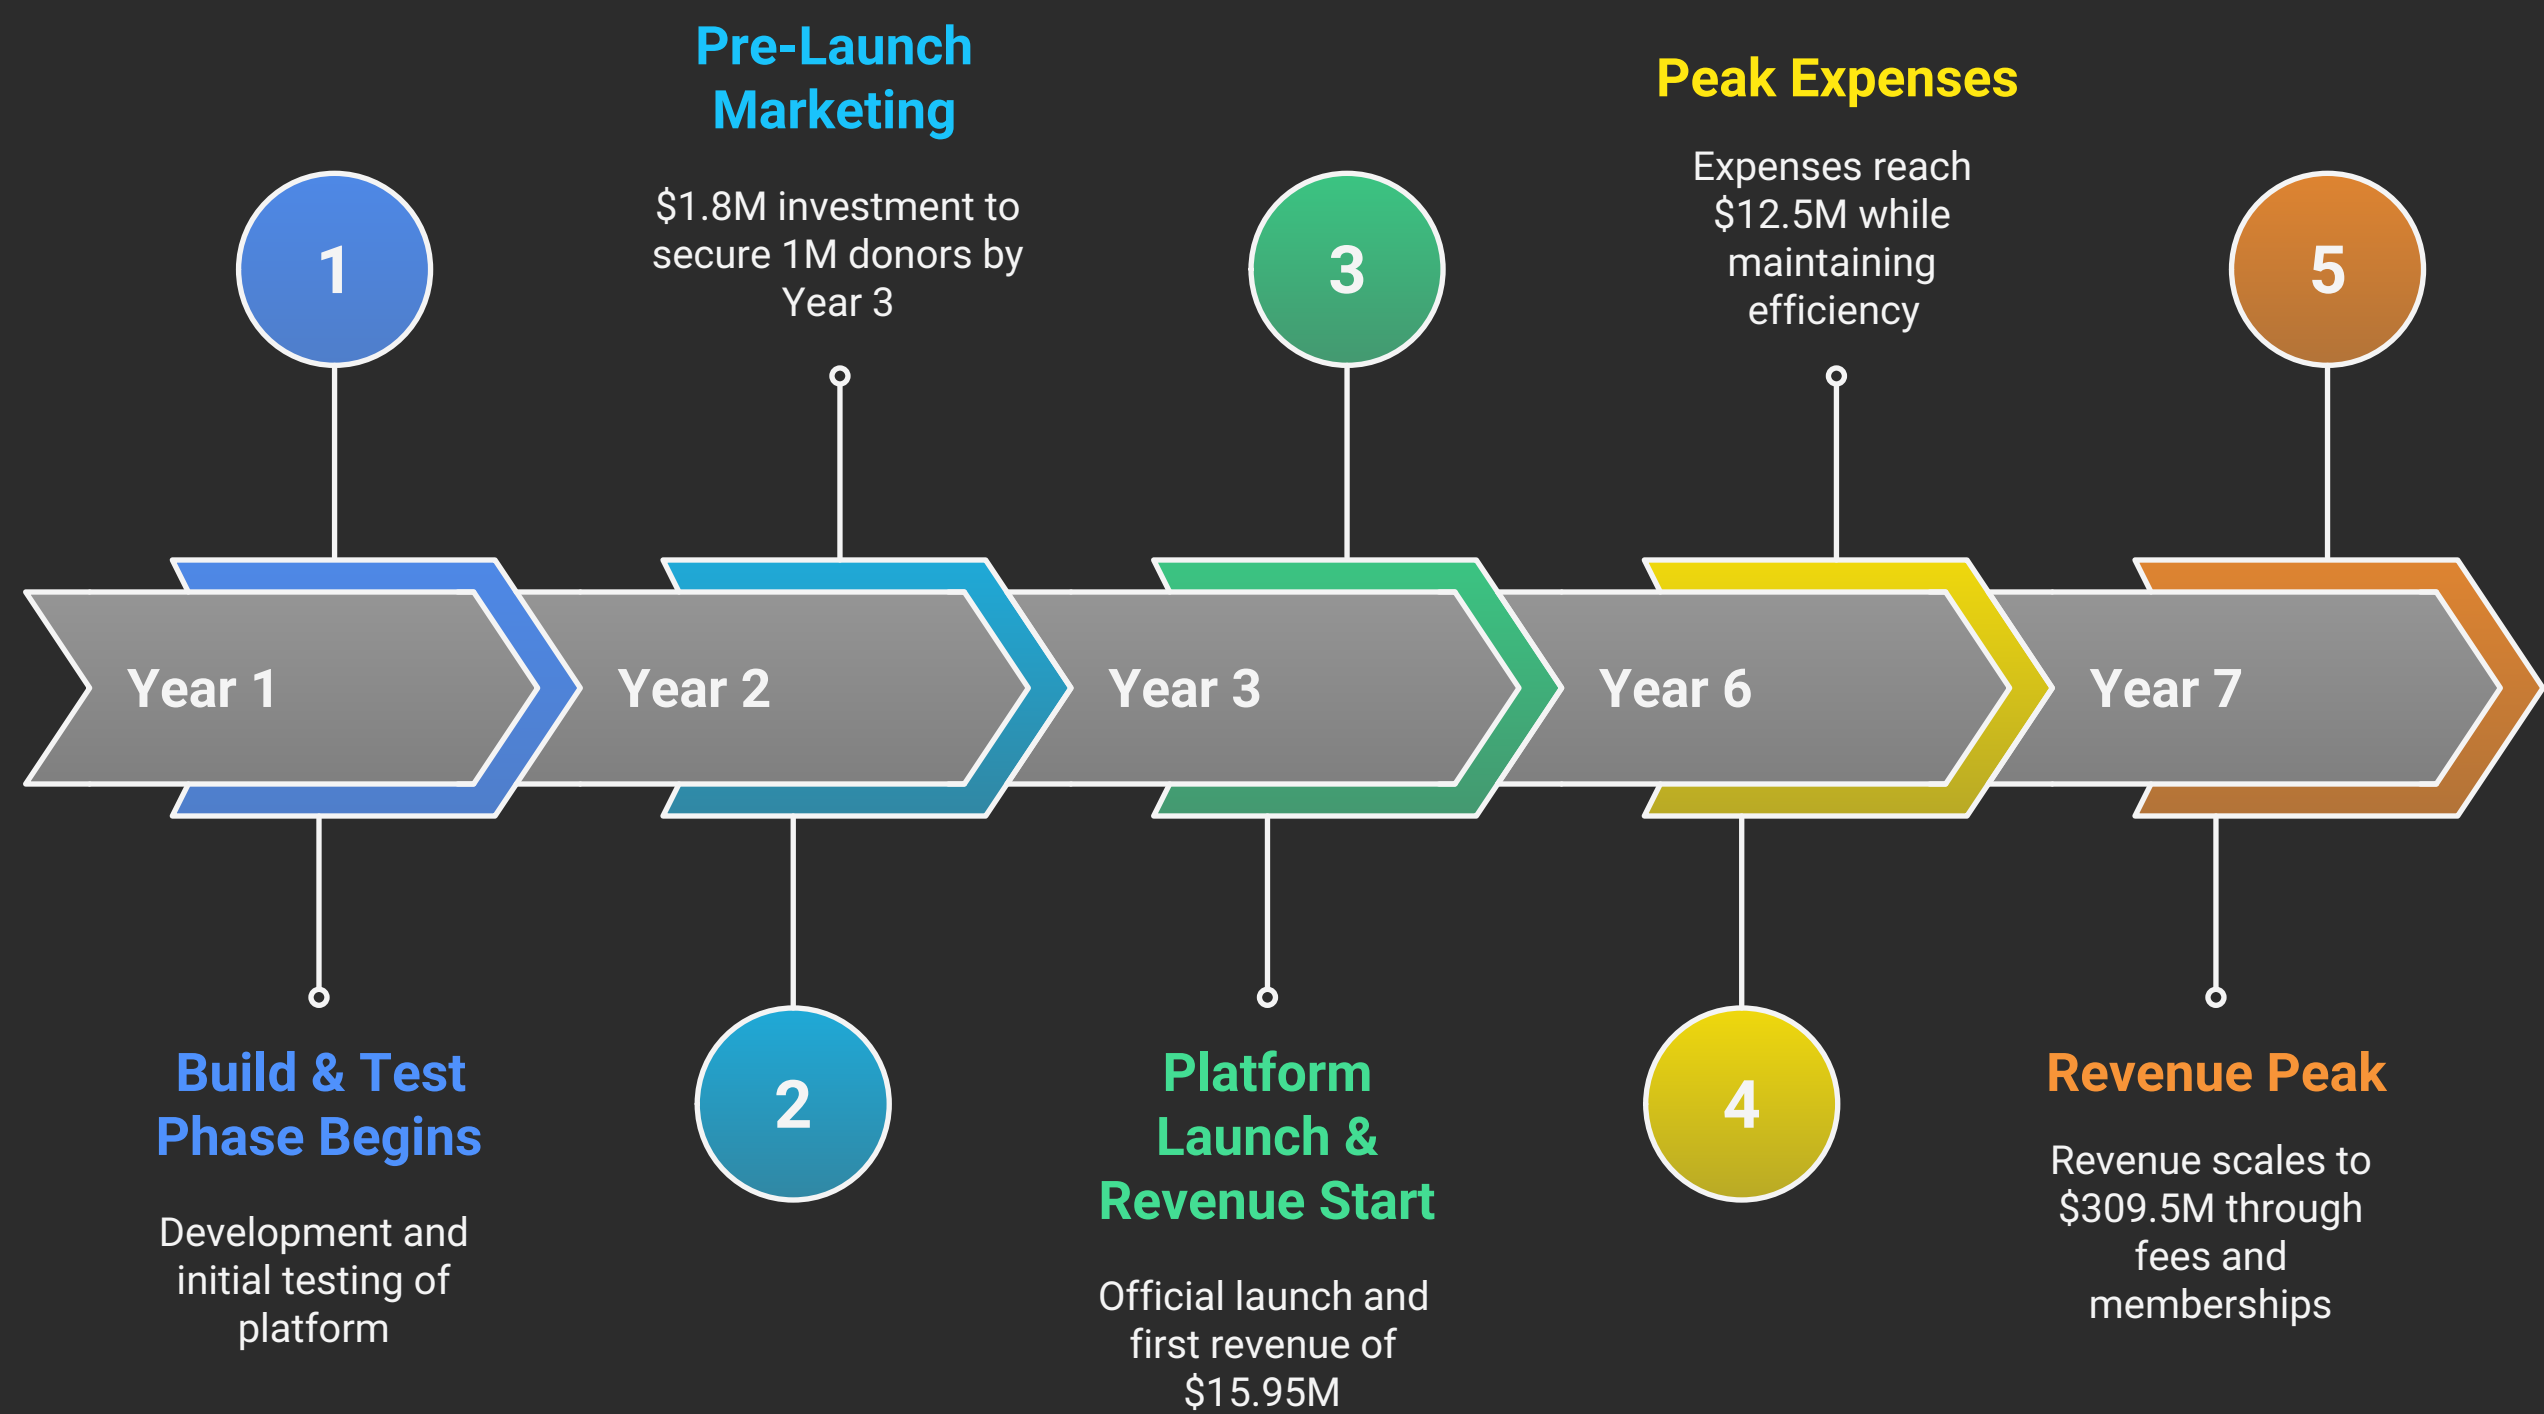 Pre-Launch
Marketing
$1.8M investment to
secure 1M donors by
Year 3
Peak Expenses
Expenses reach
$12.5M while
maintaining
efficiency
1
3
5
Year 1
Year 2
Year 3
Year 6
Year 7
Build & Test
Phase Begins
Development and
initial testing of
platform
2
Platform
Launch &
Revenue Start
Official launch and
first revenue of
$15.95M
4
Revenue Peak
Revenue scales to
$309.5M through
fees and
memberships